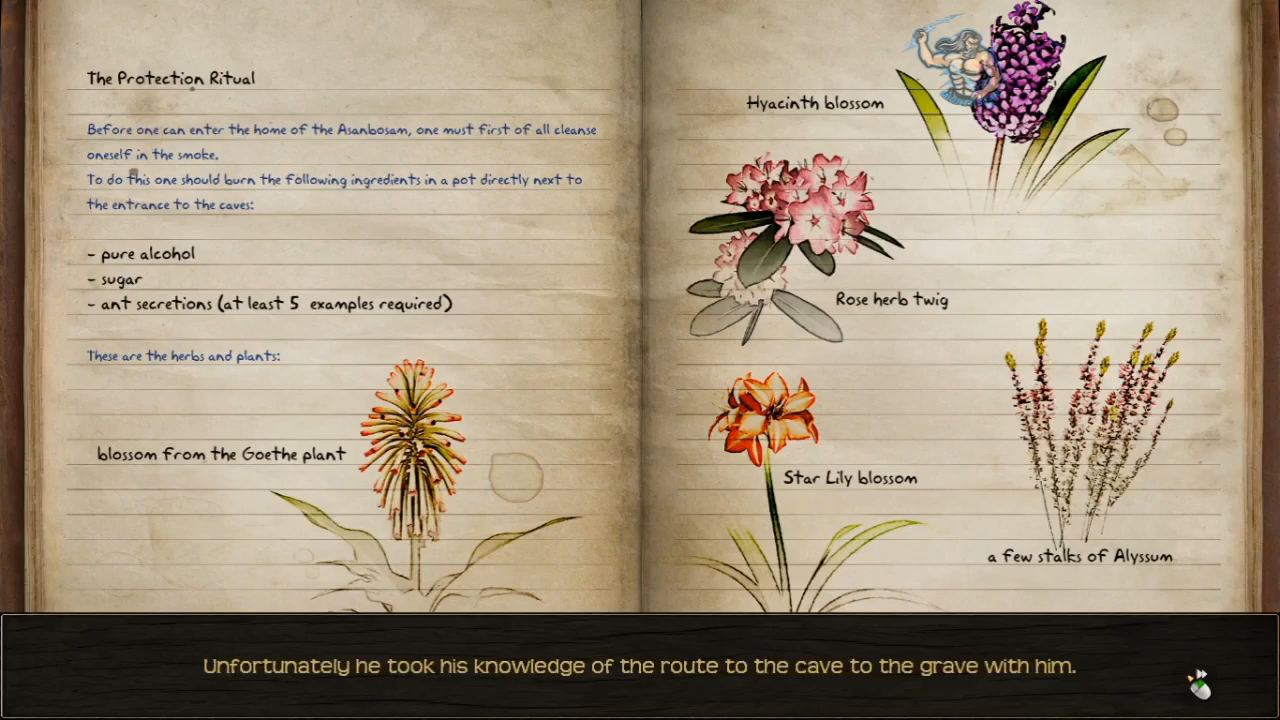 The Protection Ritual
Before one can enter the home of the Asanbosam, one must first of all cleanse
oneself in the smoke.
To do this one should burn the following ingredients in a pot directly next to
the entrance to the caves:
- pure alcohol
- sugar
- ant secretions (at least 5 examples required)
These are the herbs and plants:
blossom from the Goethe plant
Hyacinth blossom
Rose herb twig
Star Lily blossom
a few stalks of Alyssum
Unfortunately he took his knowledge of the route to the cave to the grave with him.